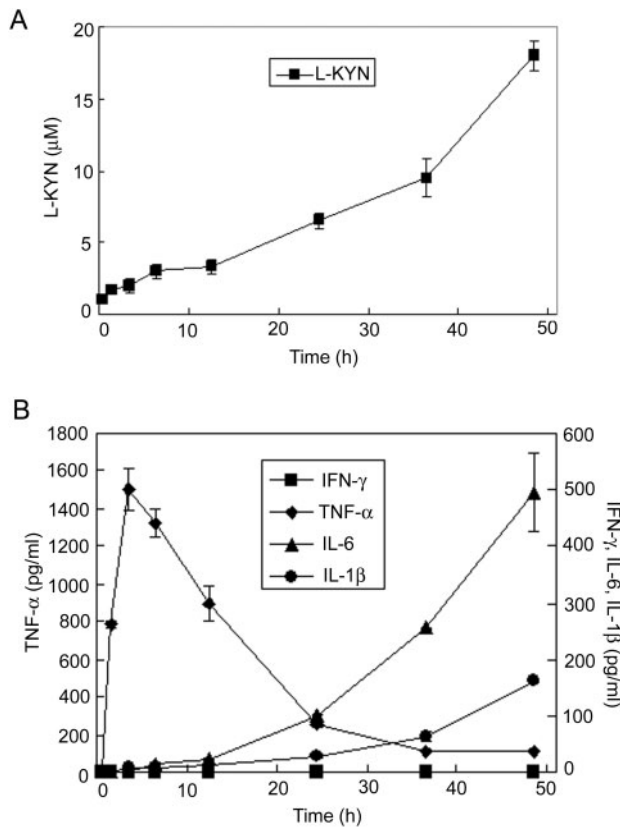 A
20
15
10
5
0
L-KYN (μM)
L-KYN
0 10 20 30 40 50
Time (h)
B
1800
1600
1400
1200
1000
800
600
400
200
0
TNF-α (pg/ml)
IFN-γ
TNF-α
IL-6
IL-1β
600
500
400
300
200
100
0
IFN-γ, IL-6, IL-1β (pg/ml)
0 10 20 30 40 50
Time (h)